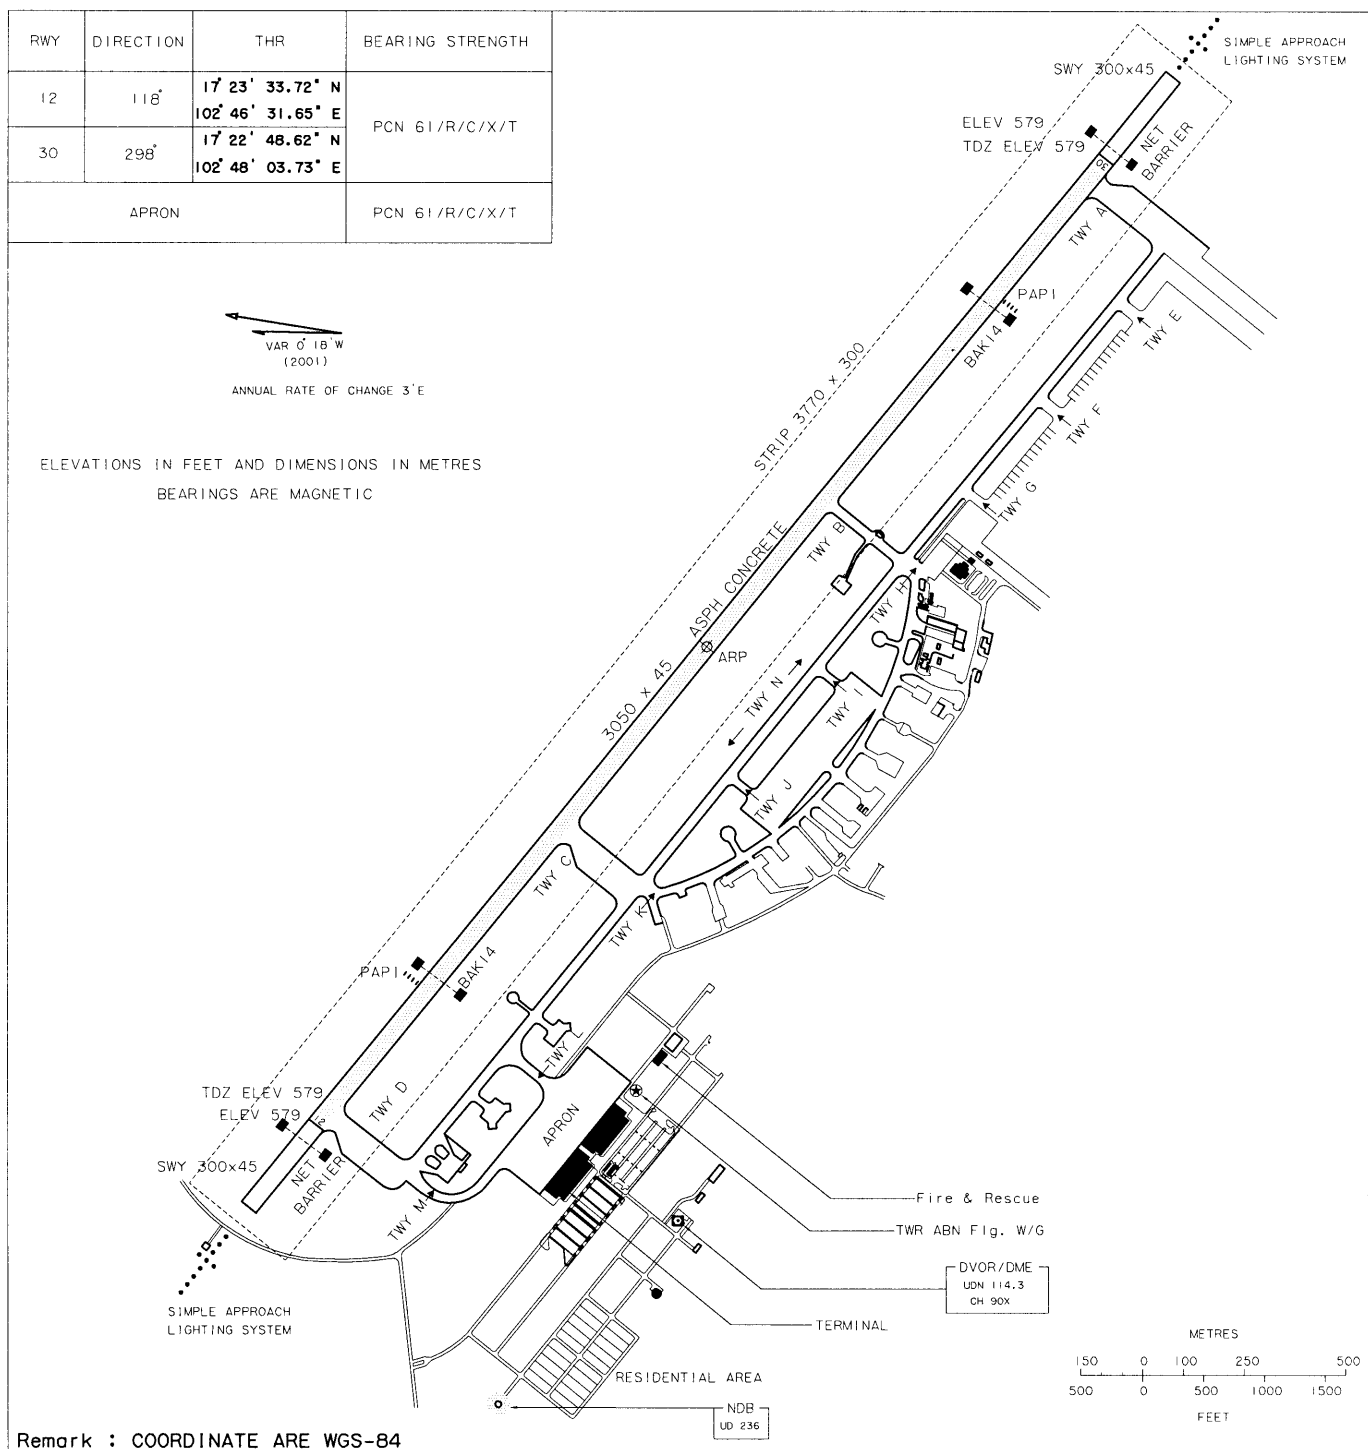 RWY DIRECTION THR BEARING STRENGTH
12 118° 17° 23' 33.72" N
102° 46' 31.65" E
PCN 61/R/C/X/T
30 298° 17° 22' 48.62" N
102° 48' 03.73" E
APRON PCN 61/R/C/X/T
VAR 0° 18' W
(2001)
ANNUAL RATE OF CHANGE 3'E
ELEVATIONS IN FEET AND DIMENSIONS IN METRES
BEARINGS ARE MAGNETIC
SIMPLE APPROACH
LIGHTING SYSTEM
SWY 300x45
ELEV 579
TDZ ELEV 579
NET
BARRIER
30
TWY A
PAPI
BAK14
TWY E
TWY F
TWY G
STRIP 3770 x 300
TWY B
ASPH CONCRETE
TWY H
ARP
3050 x 45
TWY N
TWY I
TWY J
TWY C
TWY K
PAPI
BAK14
TWY L
TWY D
TDZ ELEV 579
ELEV 579
12
APRON
SWY 300x45
NET
BARRIER
TWY M
Fire & Rescue
TWR ABN Flg. W/G
DVOR/DME
UDN 114.3
CH 90X
TERMINAL
SIMPLE APPROACH
LIGHTING SYSTEM
RESIDENTIAL AREA
NDB
UD 236
METRES
150 0 100 250 500
500 0 500 1000 1500
FEET
Remark : COORDINATE ARE WGS-84